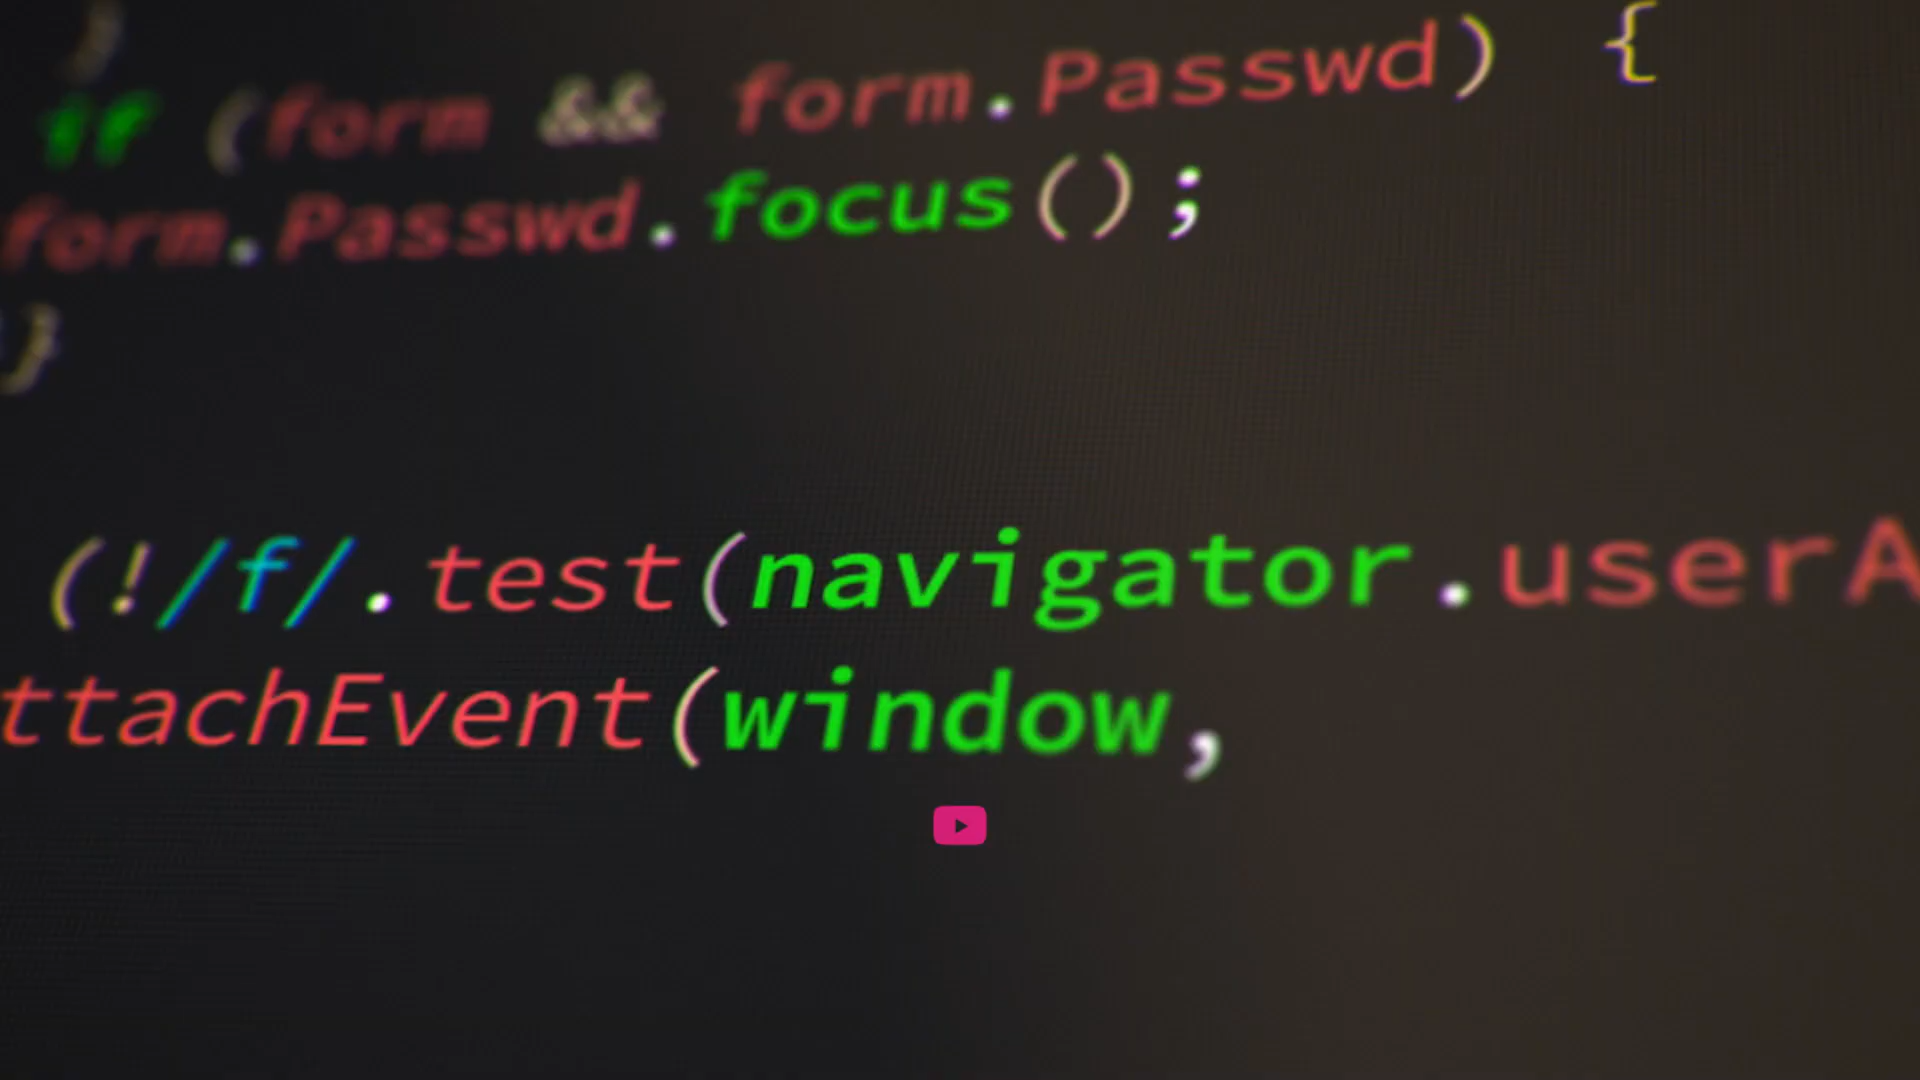 )
if (form && form.Passwd) {
form.Passwd.focus();
}
(!/f/.test(navigator.userA
ttachEvent(window,